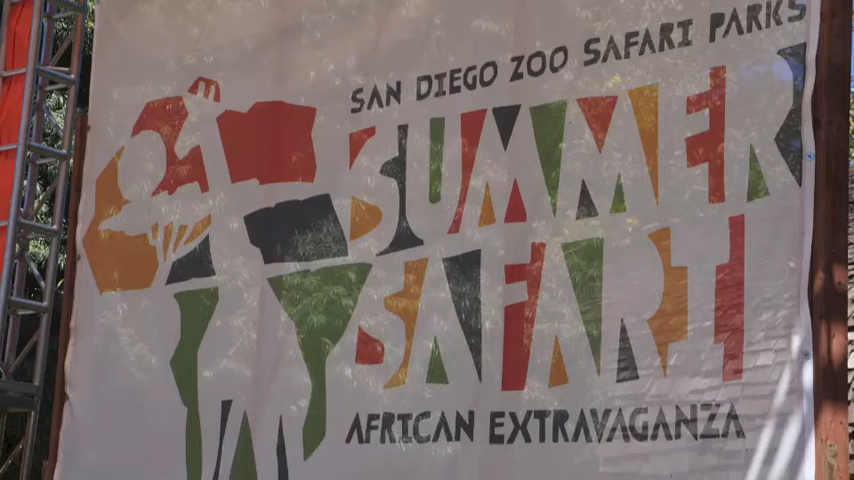 SAN DIEGO ZOO SAFARI PARKS
SUMMER
SAFARI
AFRICAN EXTRAVAGANZA